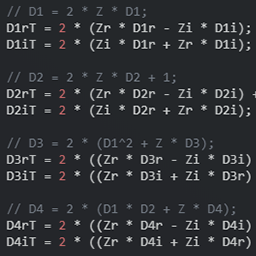 // D1 = 2 * Z * D1;
D1rT = 2 * (Zr * D1r - Zi * D1i);
D1iT = 2 * (Zi * D1r + Zr * D1i);
// D2 = 2 * Z * D2 + 1;
D2rT = 2 * (Zr * D2r - Zi * D2i) +
D2iT = 2 * (Zi * D2r + Zr * D2i);
// D3 = 2 * (D1^2 + Z * D3);
D3rT = 2 * ((Zr * D3r - Zi * D3i)
D3iT = 2 * ((Zr * D3i + Zi * D3r)
// D4 = 2 * (D1 * D2 + Z * D4);
D4rT = 2 * ((Zr * D4r - Zi * D4i)
D4iT = 2 * ((Zr * D4i + Zi * D4r)